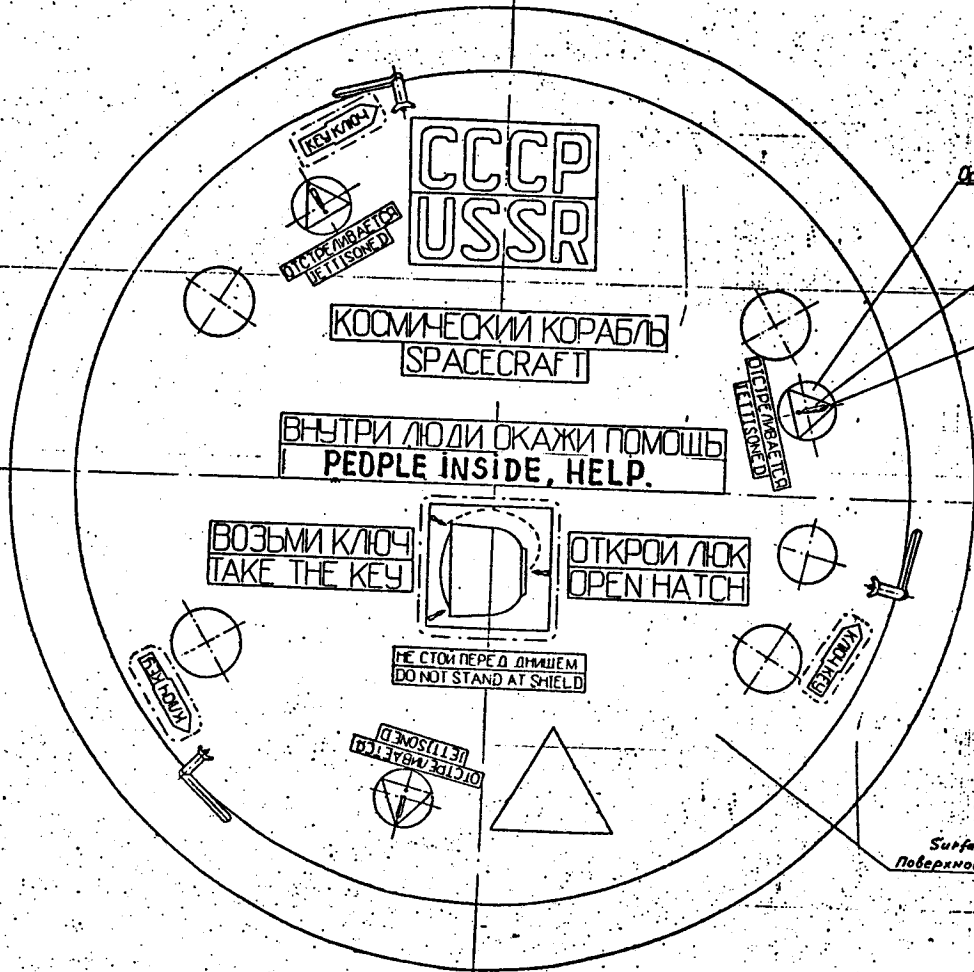 KEY КЛЮЧ
СССР
USSR
ОТСТРЕЛИВАЕТСЯ
JETTISONED
КОСМИЧЕСКИЙ КОРАБЛЬ
SPACECRAFT
ОТСТРЕЛИВАЕТСЯ
JETTISONED
ВНУТРИ ЛЮДИ ОКАЖИ ПОМОЩЬ
PEOPLE INSIDE, HELP.
ВОЗЬМИ КЛЮЧ
TAKE THE KEY
ОТКРОЙ ЛЮК
OPEN HATCH
КЛЮЧ KEY
КЛЮЧ KEY
НЕ СТОЙ ПЕРЕД ДНИЩЕМ
DO NOT STAND AT SHIELD
ОТСТРЕЛИВАЕТСЯ
JETTISONED